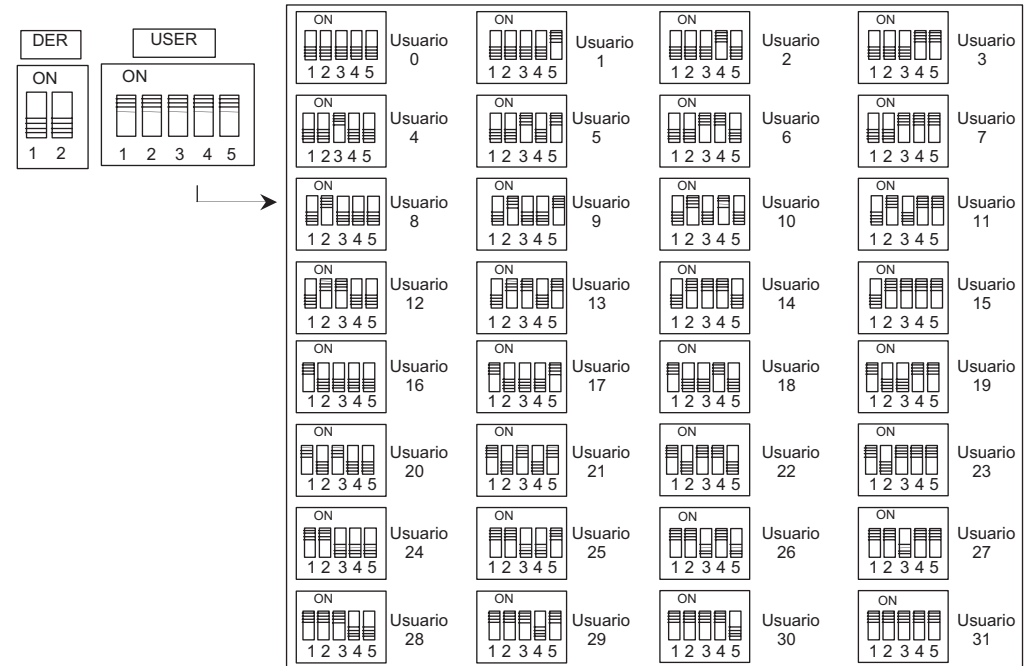 DER
USER
ON
1 2
ON
1 2 3 4 5
ON
1 2 3 4 5
Usuario
0
ON
1 2 3 4 5
Usuario
1
ON
1 2 3 4 5
Usuario
2
ON
1 2 3 4 5
Usuario
3
ON
1 2 3 4 5
Usuario
4
ON
1 2 3 4 5
Usuario
5
ON
1 2 3 4 5
Usuario
6
ON
1 2 3 4 5
Usuario
7
ON
1 2 3 4 5
Usuario
8
ON
1 2 3 4 5
Usuario
9
ON
1 2 3 4 5
Usuario
10
ON
1 2 3 4 5
Usuario
11
ON
1 2 3 4 5
Usuario
12
ON
1 2 3 4 5
Usuario
13
ON
1 2 3 4 5
Usuario
14
ON
1 2 3 4 5
Usuario
15
ON
1 2 3 4 5
Usuario
16
ON
1 2 3 4 5
Usuario
17
ON
1 2 3 4 5
Usuario
18
ON
1 2 3 4 5
Usuario
19
ON
1 2 3 4 5
Usuario
20
ON
1 2 3 4 5
Usuario
21
ON
1 2 3 4 5
Usuario
22
ON
1 2 3 4 5
Usuario
23
ON
1 2 3 4 5
Usuario
24
ON
1 2 3 4 5
Usuario
25
ON
1 2 3 4 5
Usuario
26
ON
1 2 3 4 5
Usuario
27
ON
1 2 3 4 5
Usuario
28
ON
1 2 3 4 5
Usuario
29
ON
1 2 3 4 5
Usuario
30
ON
1 2 3 4 5
Usuario
31